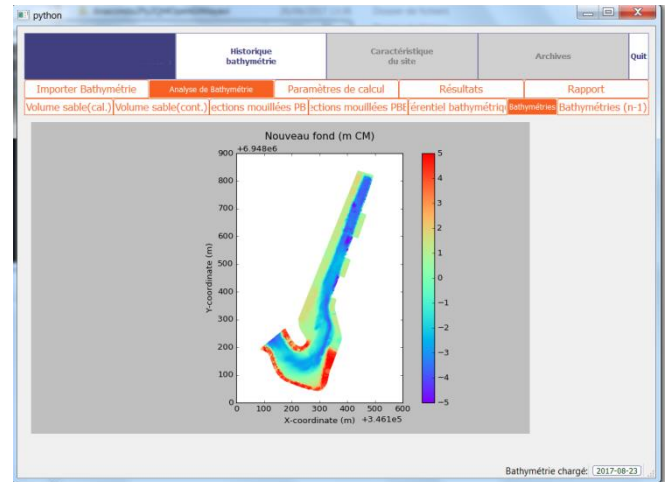 python
Historique
bathymétrie
Caractéristique
du site
Archives
Quit
Importer Bathymétrie
Analyse de Bathymétrie
Paramètres de calcul
Résultats
Rapport
Volume sable(cal.)
Volume sable(cont.)
ections mouillées PB
ections mouillées PBE
érentiel bathymétriq
Bathymétries
Bathymétries (n-1)
Nouveau fond (m CM)
+6.948e6
900
800
700
600
500
400
300
200
100
0
Y-coordinate (m)
0 100 200 300 400 500 600
X-coordinate (m) +3.461e5
5
4
3
2
1
0
−1
−2
−3
−4
−5
Bathymétrie chargé: 2017-08-23